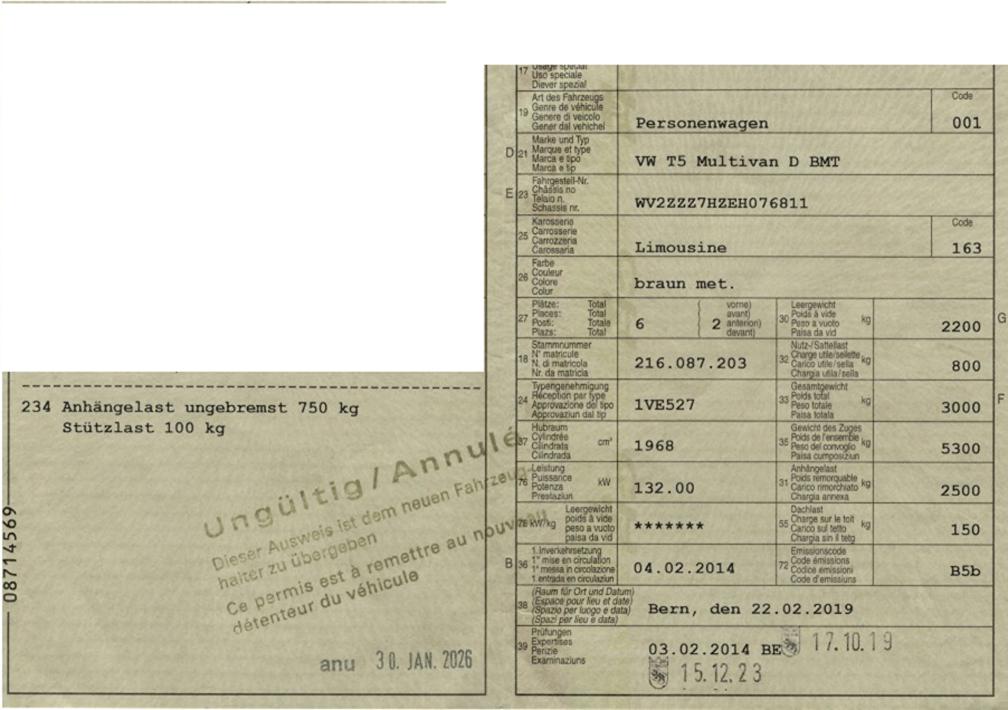 234 Anhängelast ungebremst 750 kg
Stützlast 100 kg
08714569
Ungültig / Annulé
Dieser Ausweis ist dem neuen Fahrzeug-
halter zu übergeben
Ce permis est à remettre au nouveau
détenteur du véhicule
anu 30. JAN. 2026
17 Usage spécial
Uso speciale
Diever spezial
19 Art des Fahrzeugs
Genre de véhicule
Genere di veicolo
Gener dal vehichel
Personenwagen
Code
001
D 21 Marke und Typ
Marque et type
Marca e tipo
Marca e tip
VW T5 Multivan D BMT
E 23 Fahrgestell-Nr.
Châssis no
Telaio n.
Schassis nr.
WV2ZZZ7HZEH076811
25 Karosserie
Carrosserie
Carrozzeria
Carossaria
Limousine
Code
163
26 Farbe
Couleur
Colore
Colur
braun met.
27 Plätze: Total
Places: Total
Posti: Totale
Plazs: Total
6
2
vorne)
avant)
anteriori)
davant)
30 Leergewicht
Poids à vide kg
Peso a vuoto
Paisa da vid
2200
G
18 Stammnummer
N° matricule
N. di matricola
Nr. da matricla
216.087.203
32 Nutz-/Sattellast
Charge utile/sellette kg
Carico utile/sella
Chargia utila/sella
800
24 Typengenehmigung
Réception par type
Approvazione del tipo
Approvaziun dal tip
1VE527
33 Gesamtgewicht
Poids total kg
Peso totale
Paisa totala
3000
F
37 Hubraum
Cylindrée cm³
Cilindrata
Cilindrada
1968
35 Gewicht des Zuges
Poids de l'ensemble kg
Peso del convoglio
Paisa cumposiziun
5300
76 Leistung
Puissance kW
Potenza
Prestaziun
132.00
31 Anhängelast
Poids remorquable kg
Carico rimorchiato
Chargia annexa
2500
78 kW/kg Leergewicht
poids à vide
peso a vuoto
paisa da vid
*******
55 Dachlast
Charge sur le toit kg
Carico sul tetto
Chargia sin il tetg
150
B 36 1. Inverkehrsetzung
1re mise en circulation
1a messa in circolazione
1. entrada en circulaziun
04.02.2014
72 Emissionscode
Code émissions
Codice emissioni
Code d'emissiuns
B5b
38 (Raum für Ort und Datum)
(Espace pour lieu et date)
(Spazio per luogo e data)
(Spazi per lieu e data)
Bern, den 22.02.2019
39 Prüfungen
Expertises
Perizie
Examinaziuns
03.02.2014 BE 17.10.19
15.12.23